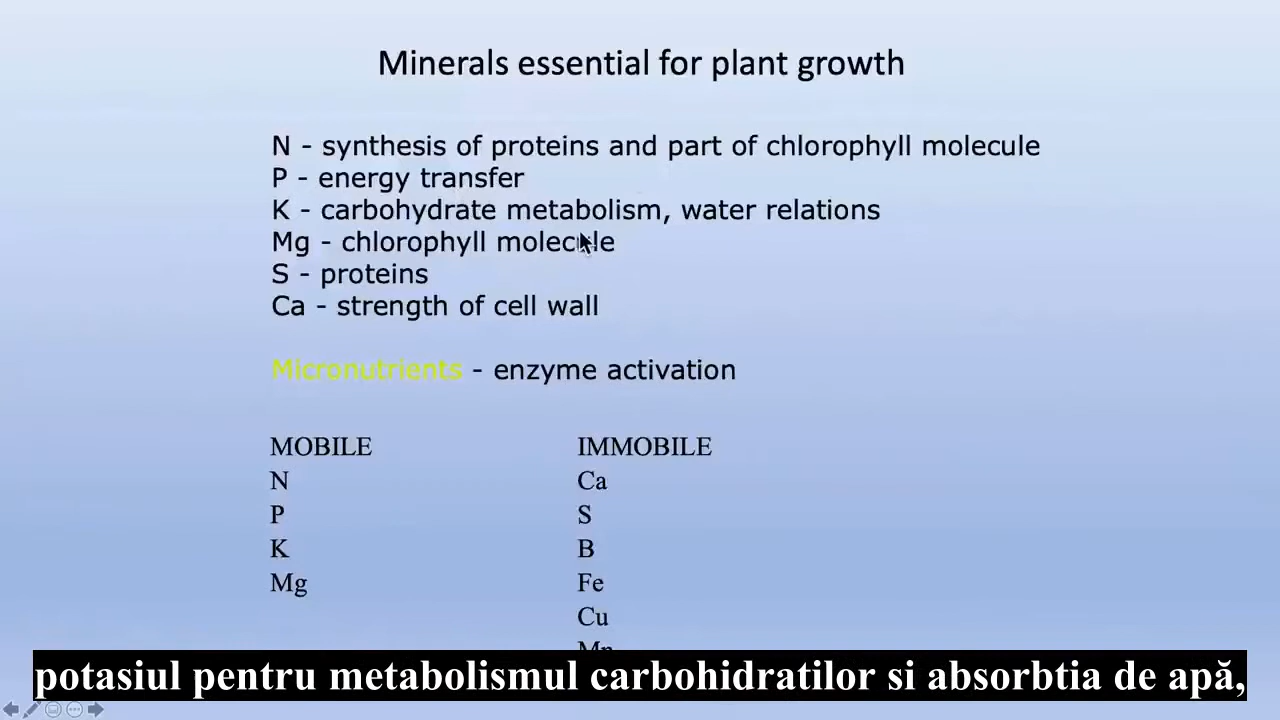 Minerals essential for plant growth
N - synthesis of proteins and part of chlorophyll molecule
P - energy transfer
K - carbohydrate metabolism, water relations
Mg - chlorophyll molecule
S - proteins
Ca - strength of cell wall
Micronutrients - enzyme activation
MOBILE IMMOBILE
N Ca
P S
K B
Mg Fe
Cu
potasiul pentru metabolismul carbohidratilor si absorbtia de apă,